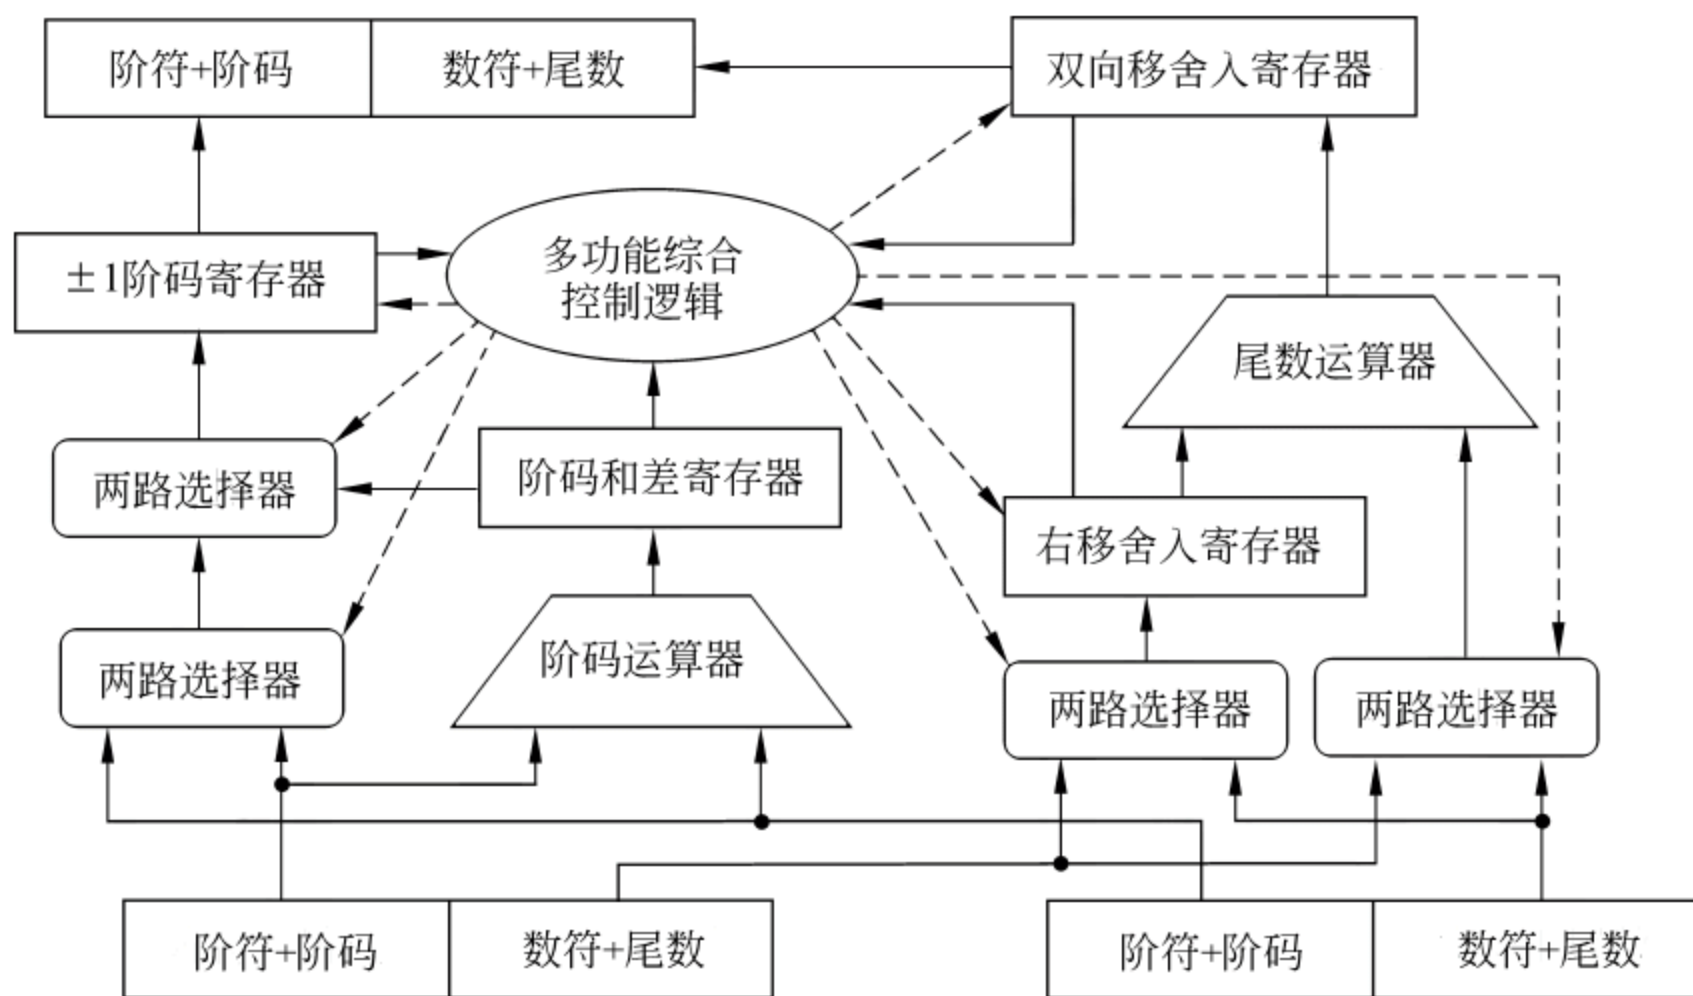 阶符+阶码
数符+尾数
双向移舍入寄存器
±1阶码寄存器
多功能综合
控制逻辑
尾数运算器
两路选择器
阶码和差寄存器
右移舍入寄存器
两路选择器
阶码运算器
两路选择器
两路选择器
阶符+阶码
数符+尾数
阶符+阶码
数符+尾数